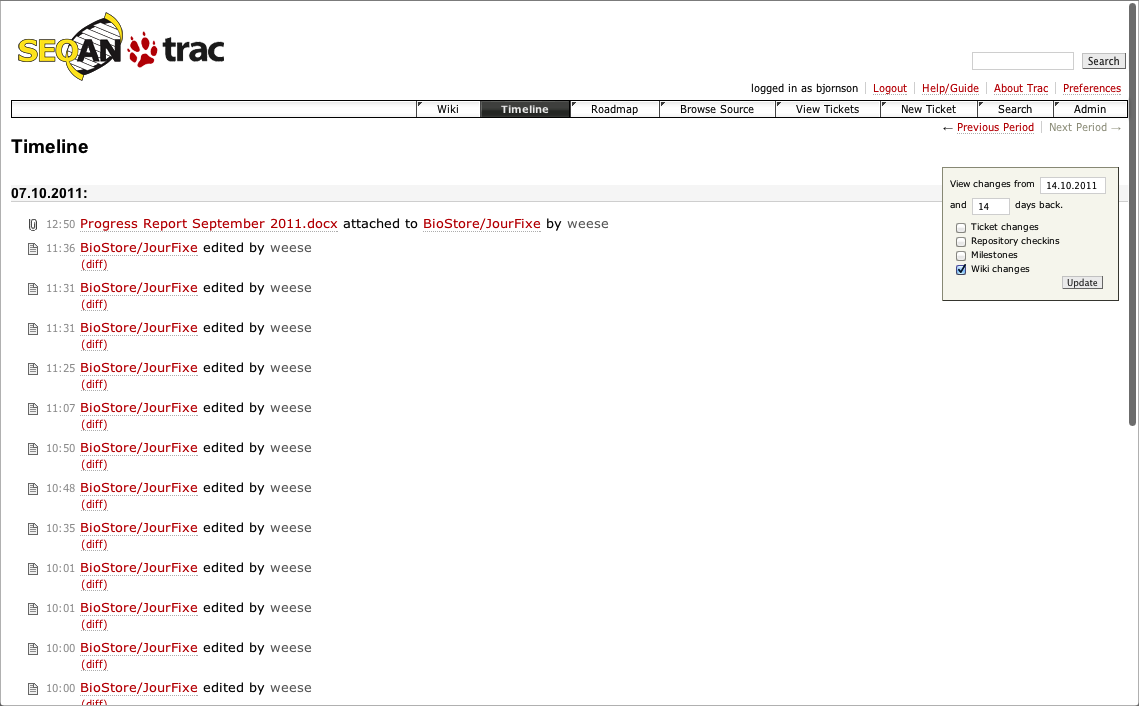 SEQAN trac
Search
logged in as bjornson Logout Help/Guide About Trac Preferences
Wiki Timeline Roadmap Browse Source View Tickets New Ticket Search Admin
← Previous Period Next Period →
Timeline
View changes from 14.10.2011
and 14 days back.
Ticket changes
Repository checkins
Milestones
Wiki changes
Update
07.10.2011:
12:50 Progress Report September 2011.docx attached to BioStore/JourFixe by weese
11:36 BioStore/JourFixe edited by weese
(diff)
11:31 BioStore/JourFixe edited by weese
(diff)
11:31 BioStore/JourFixe edited by weese
(diff)
11:25 BioStore/JourFixe edited by weese
(diff)
11:07 BioStore/JourFixe edited by weese
(diff)
10:50 BioStore/JourFixe edited by weese
(diff)
10:48 BioStore/JourFixe edited by weese
(diff)
10:35 BioStore/JourFixe edited by weese
(diff)
10:01 BioStore/JourFixe edited by weese
(diff)
10:01 BioStore/JourFixe edited by weese
(diff)
10:00 BioStore/JourFixe edited by weese
(diff)
10:00 BioStore/JourFixe edited by weese
(diff)